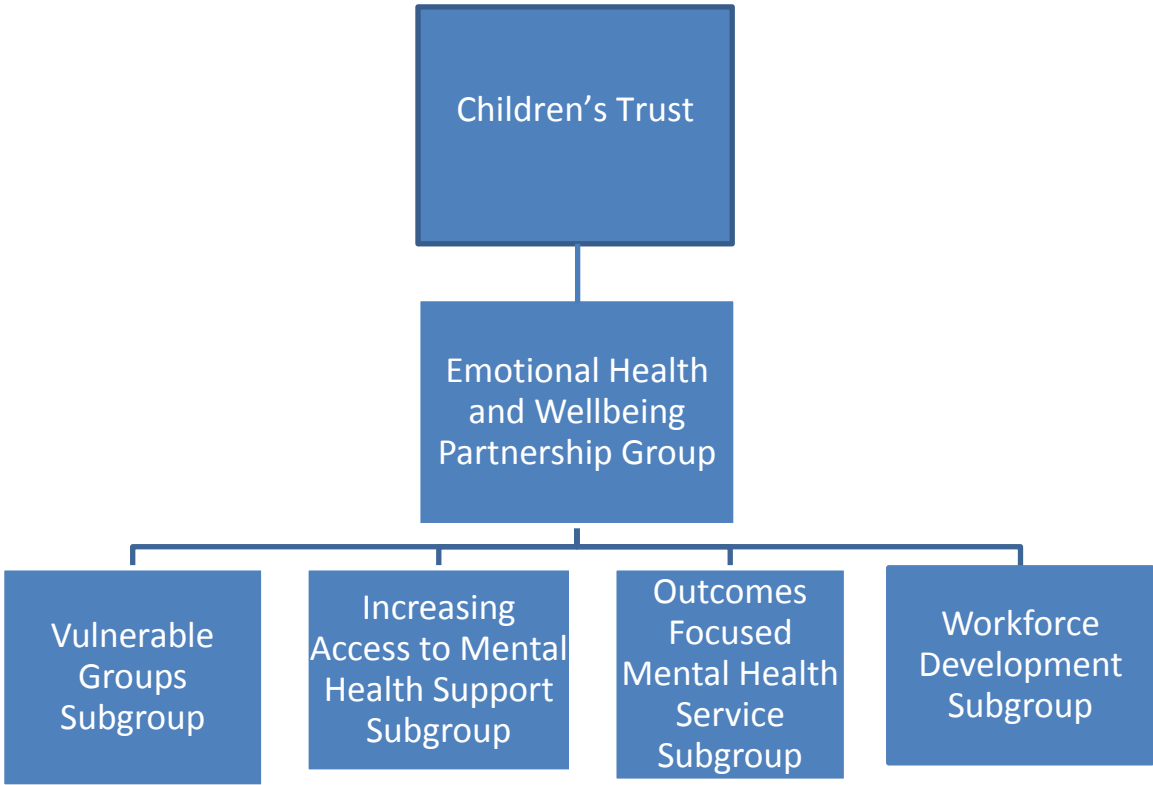 Children’s Trust
Emotional Health
and Wellbeing
Partnership Group
Vulnerable
Groups
Subgroup
Increasing
Access to Mental
Health Support
Subgroup
Outcomes
Focused
Mental Health
Service
Subgroup
Workforce
Development
Subgroup